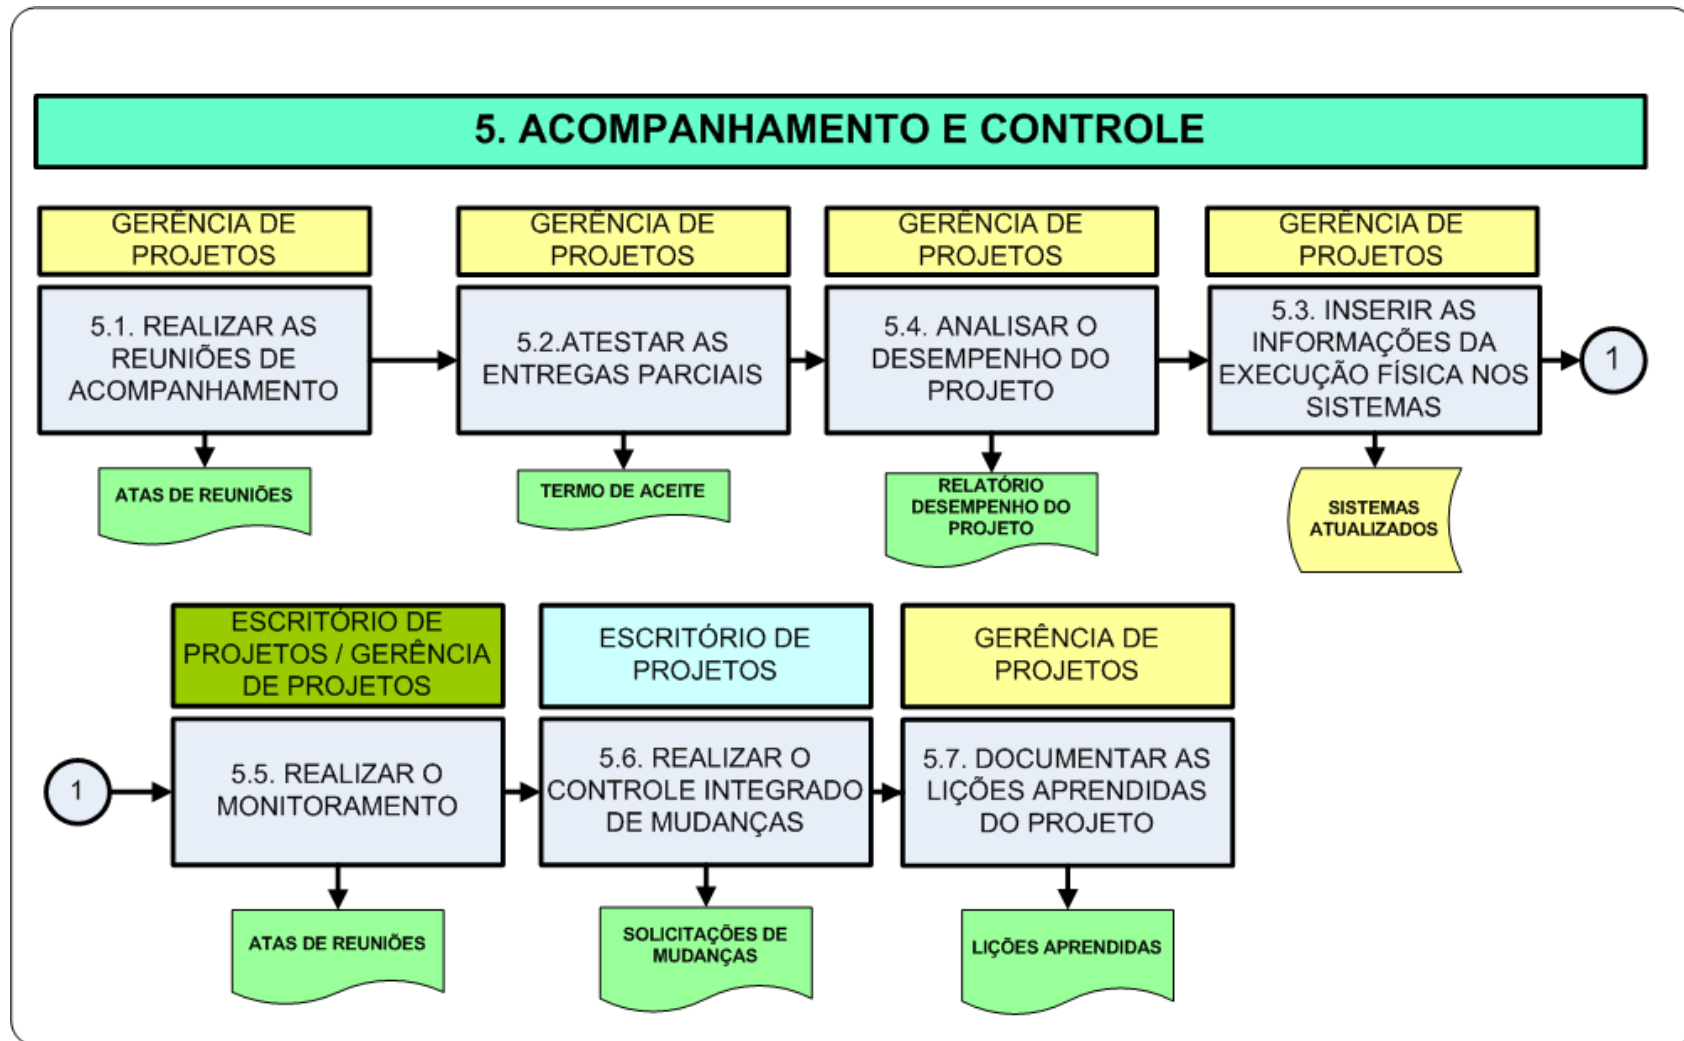 5. ACOMPANHAMENTO E CONTROLE
GERÊNCIA DE
PROJETOS
GERÊNCIA DE
PROJETOS
GERÊNCIA DE
PROJETOS
GERÊNCIA DE
PROJETOS
5.1. REALIZAR AS
REUNIÕES DE
ACOMPANHAMENTO
5.2.ATESTAR AS
ENTREGAS PARCIAIS
5.4. ANALISAR O
DESEMPENHO DO
PROJETO
5.3. INSERIR AS
INFORMAÇÕES DA
EXECUÇÃO FÍSICA NOS
SISTEMAS
1
ATAS DE REUNIÕES
TERMO DE ACEITE
RELATÓRIO
DESEMPENHO DO
PROJETO
SISTEMAS
ATUALIZADOS
ESCRITÓRIO DE
PROJETOS / GERÊNCIA
DE PROJETOS
ESCRITÓRIO DE
PROJETOS
GERÊNCIA DE
PROJETOS
1
5.5. REALIZAR O
MONITORAMENTO
5.6. REALIZAR O
CONTROLE INTEGRADO
DE MUDANÇAS
5.7. DOCUMENTAR AS
LIÇÕES APRENDIDAS
DO PROJETO
ATAS DE REUNIÕES
SOLICITAÇÕES DE
MUDANÇAS
LIÇÕES APRENDIDAS